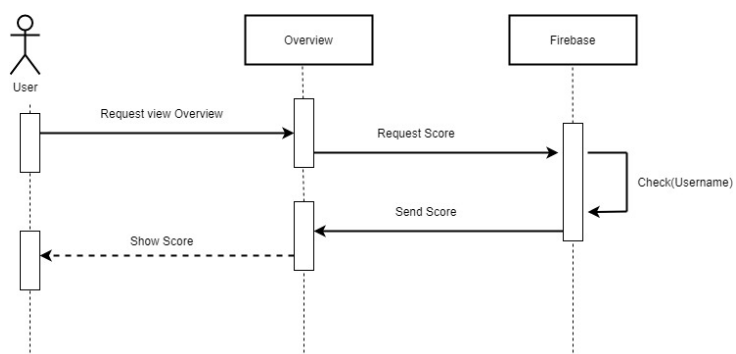 Overview
Firebase
User
Request view Overview
Request Score
Check(Username)
Send Score
Show Score